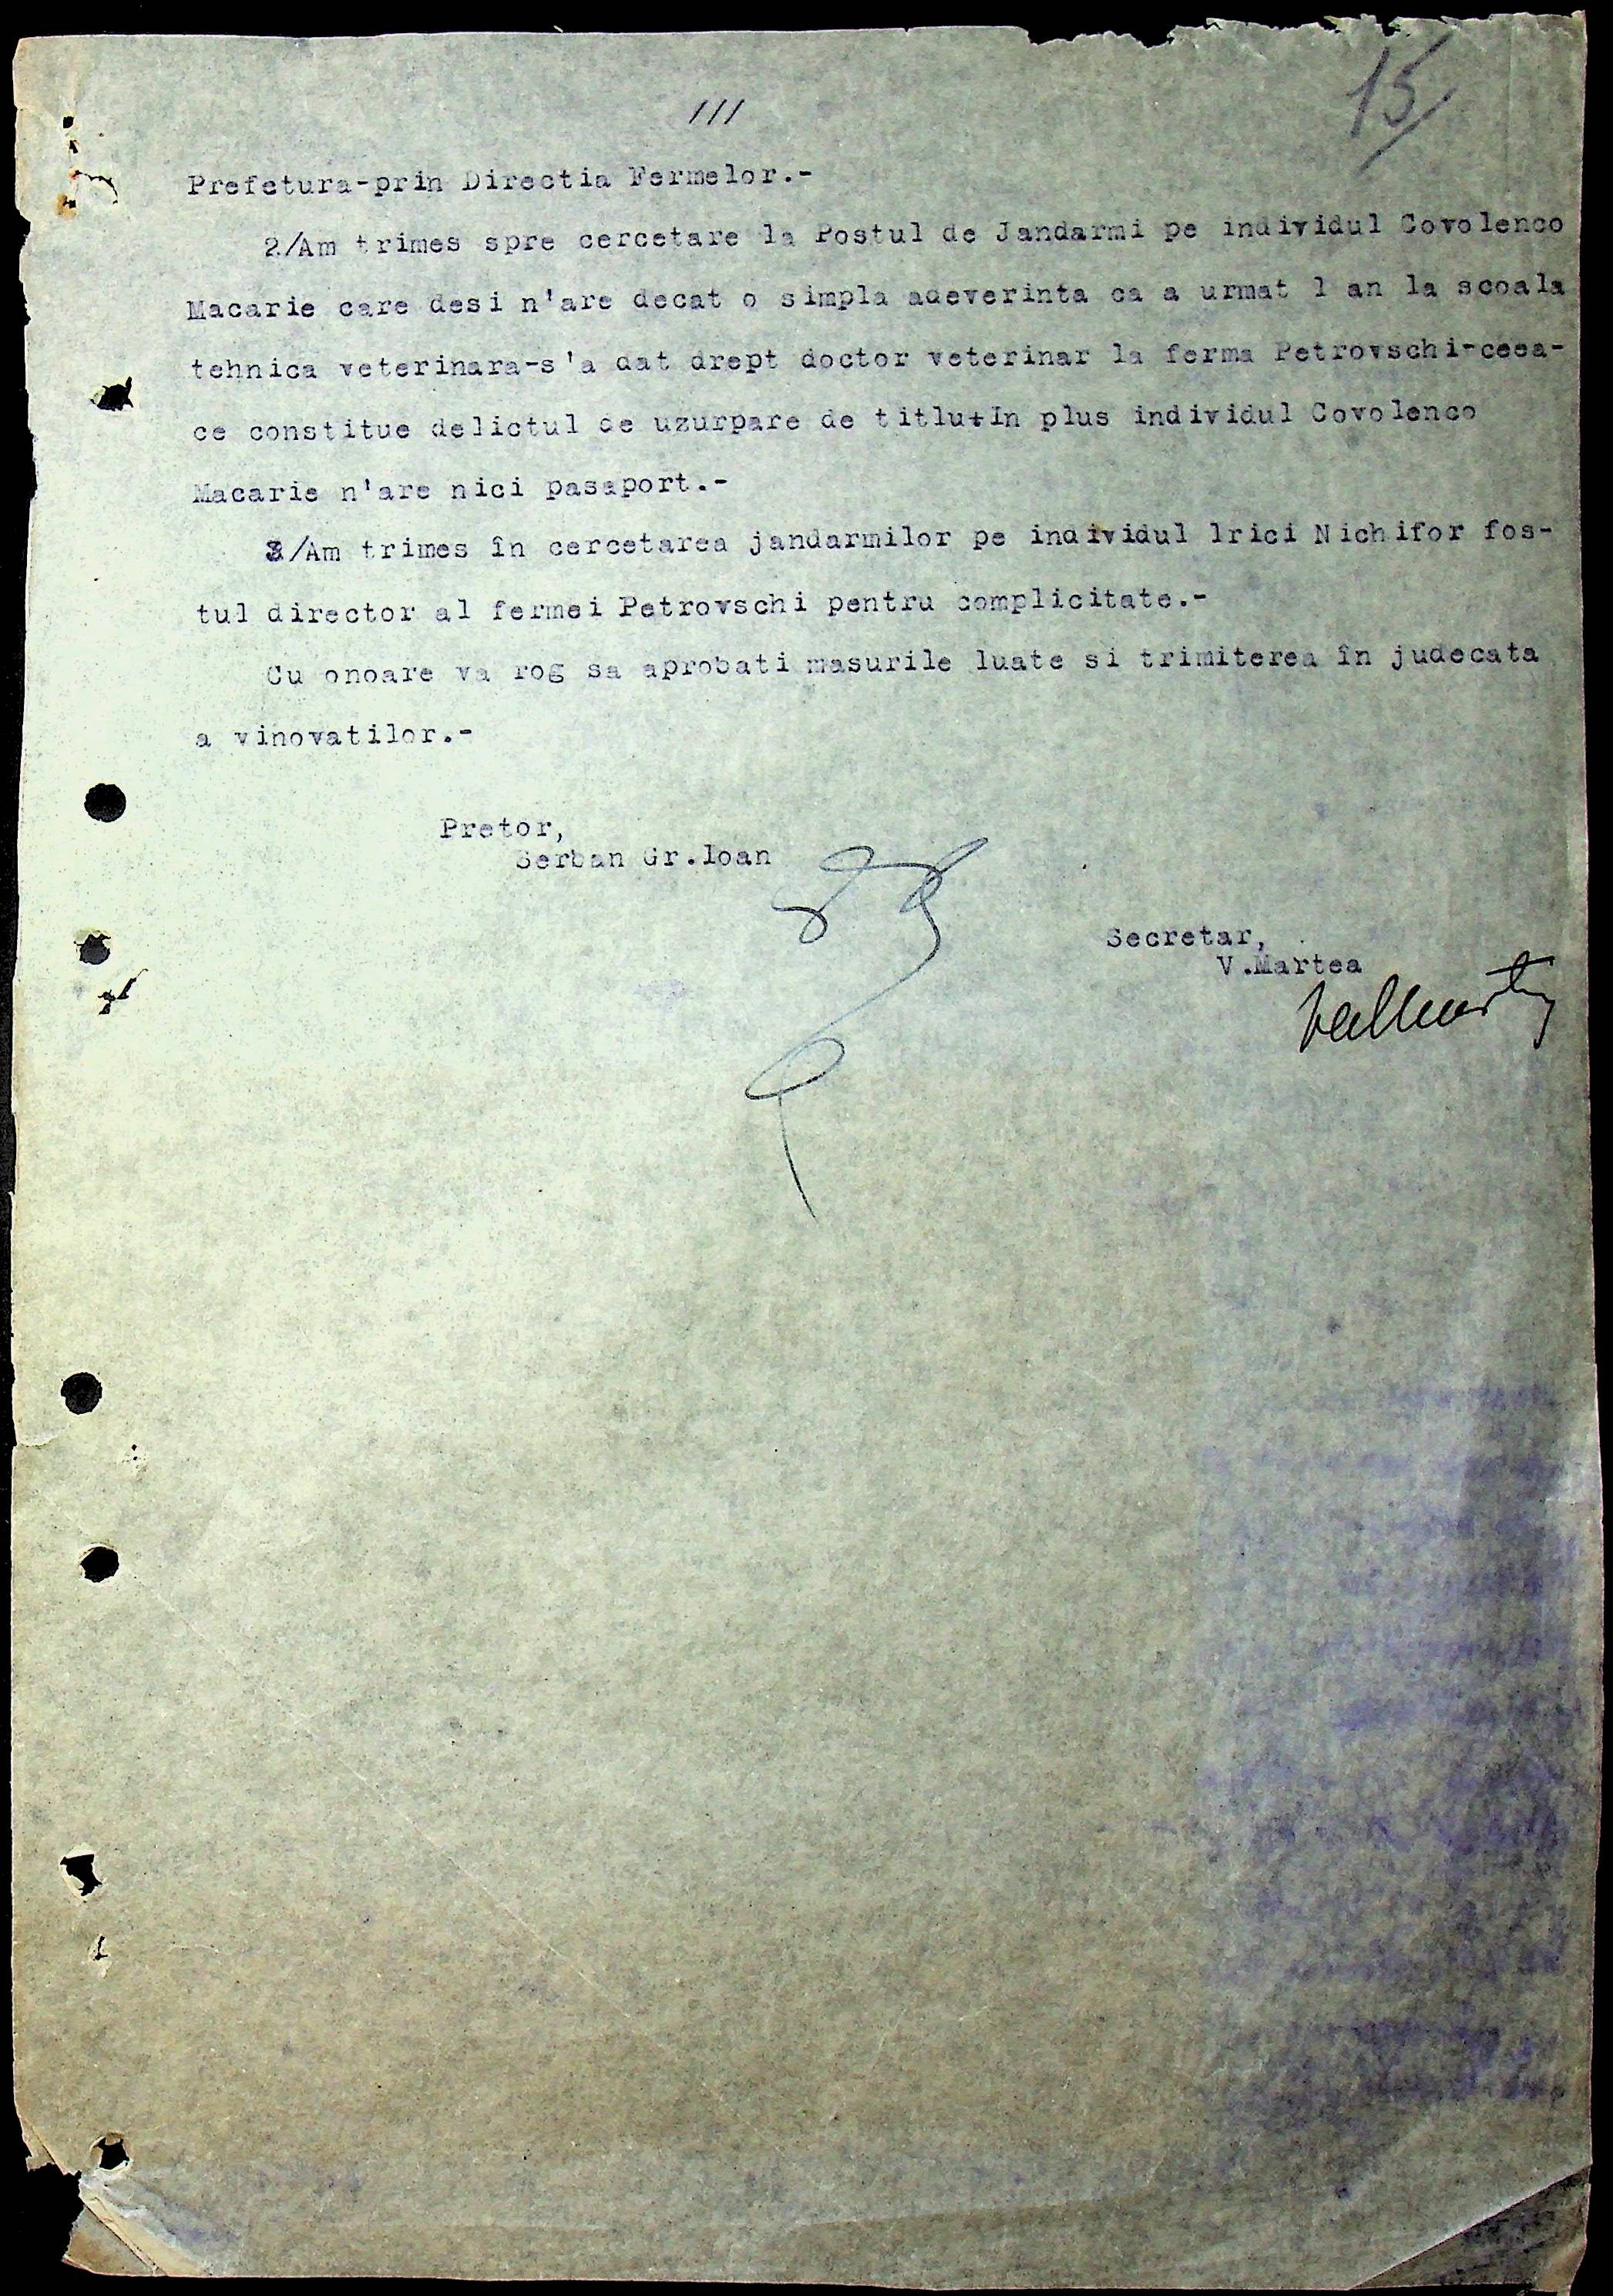 15
///
Prefetura-prin Directia Fermelor.-
2/Am trimes spre cercetare la Postul de Jandarmi pe individul Covolenco
Macarie care desi n'are decat o simpla adeverinta ca a urmat 1 an la scoala
tehnica veterinara-s'a dat drept doctor veterinar la ferma Petrovschi-ceea-
ce constitue delictul de uzurpare de titlu+In plus individul Covolenco
Macarie n'are nici pasaport.-
3/Am trimes în cercetarea jandarmilor pe individul Irici Nichifor fos-
tul director al fermei Petrovschi pentru complicitate.-
Cu onoare va rog sa aprobati masurile luate si trimiterea în judecata
a vinovatilor.-
Pretor,
Serban Gr.Ioan
Secretar,
V.Martea